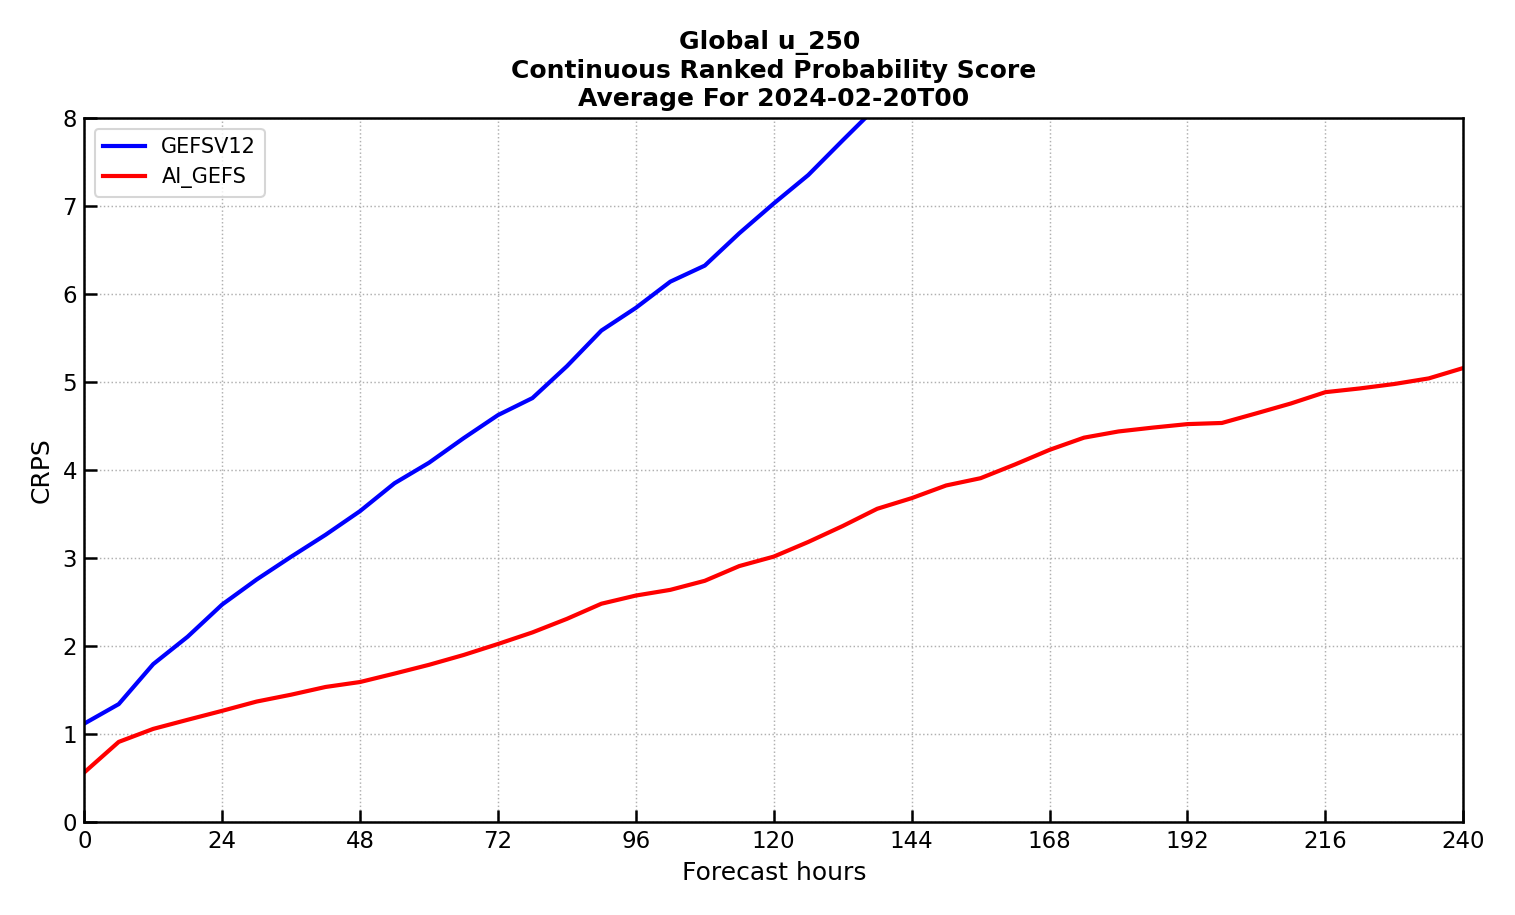 Global u_250
Continuous Ranked Probability Score
Average For 2024-02-20T00
GEFSV12
AI_GEFS
8
7
6
5
4
3
2
1
0
CRPS
0 24 48 72 96 120 144 168 192 216 240
Forecast hours